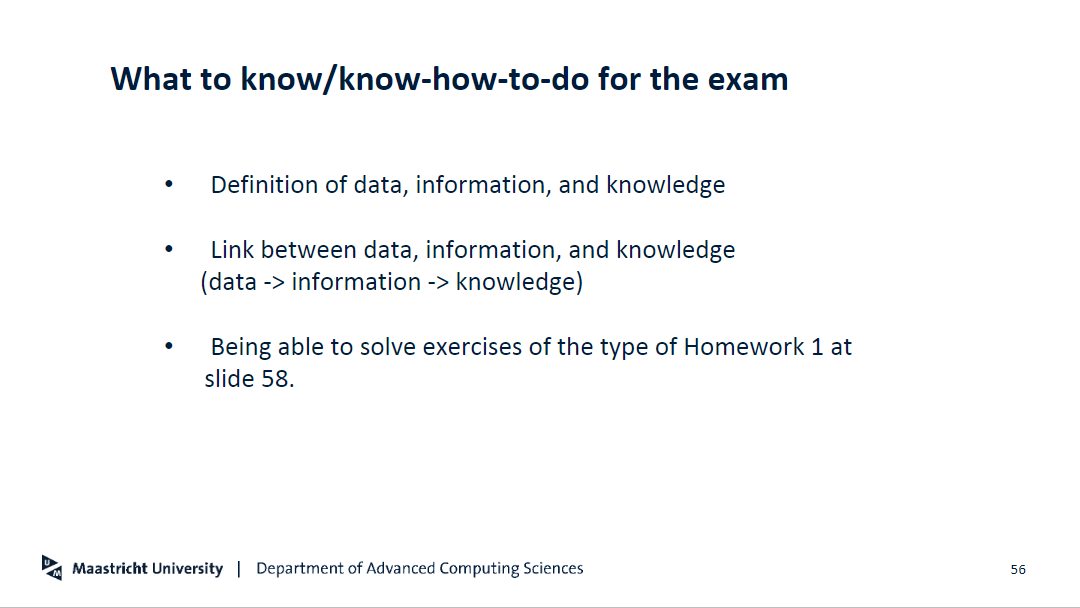 What to know/know-how-to-do for the exam
• Definition of data, information, and knowledge
• Link between data, information, and knowledge
(data -> information -> knowledge)
• Being able to solve exercises of the type of Homework 1 at
slide 58.
UM Maastricht University | Department of Advanced Computing Sciences
56